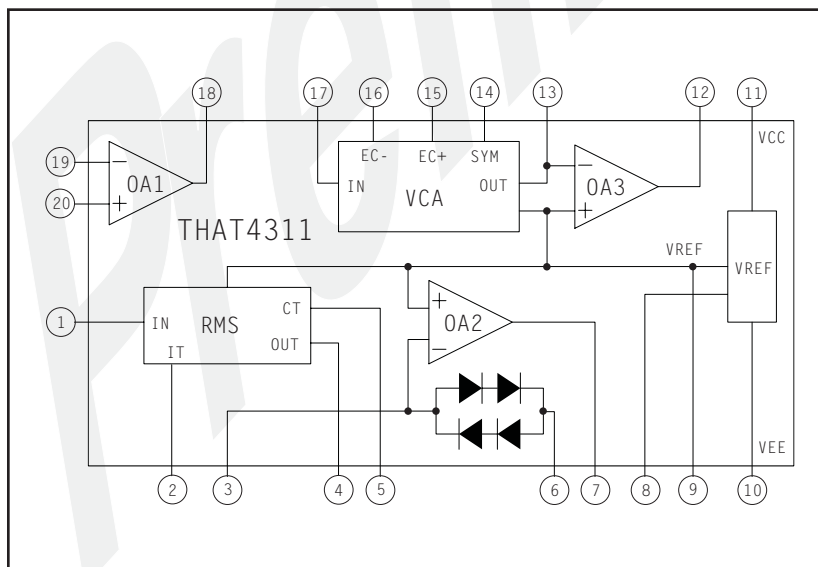 18 17 16 15 14 13 12 11
EC- EC+ SYM VCC
19 − OA1 IN VCA OUT − OA3
20 + +
THAT4311
VREF VREF
1 IN RMS CT + OA2
IT OUT −
VEE
2 3 4 5 6 7 8 9 10